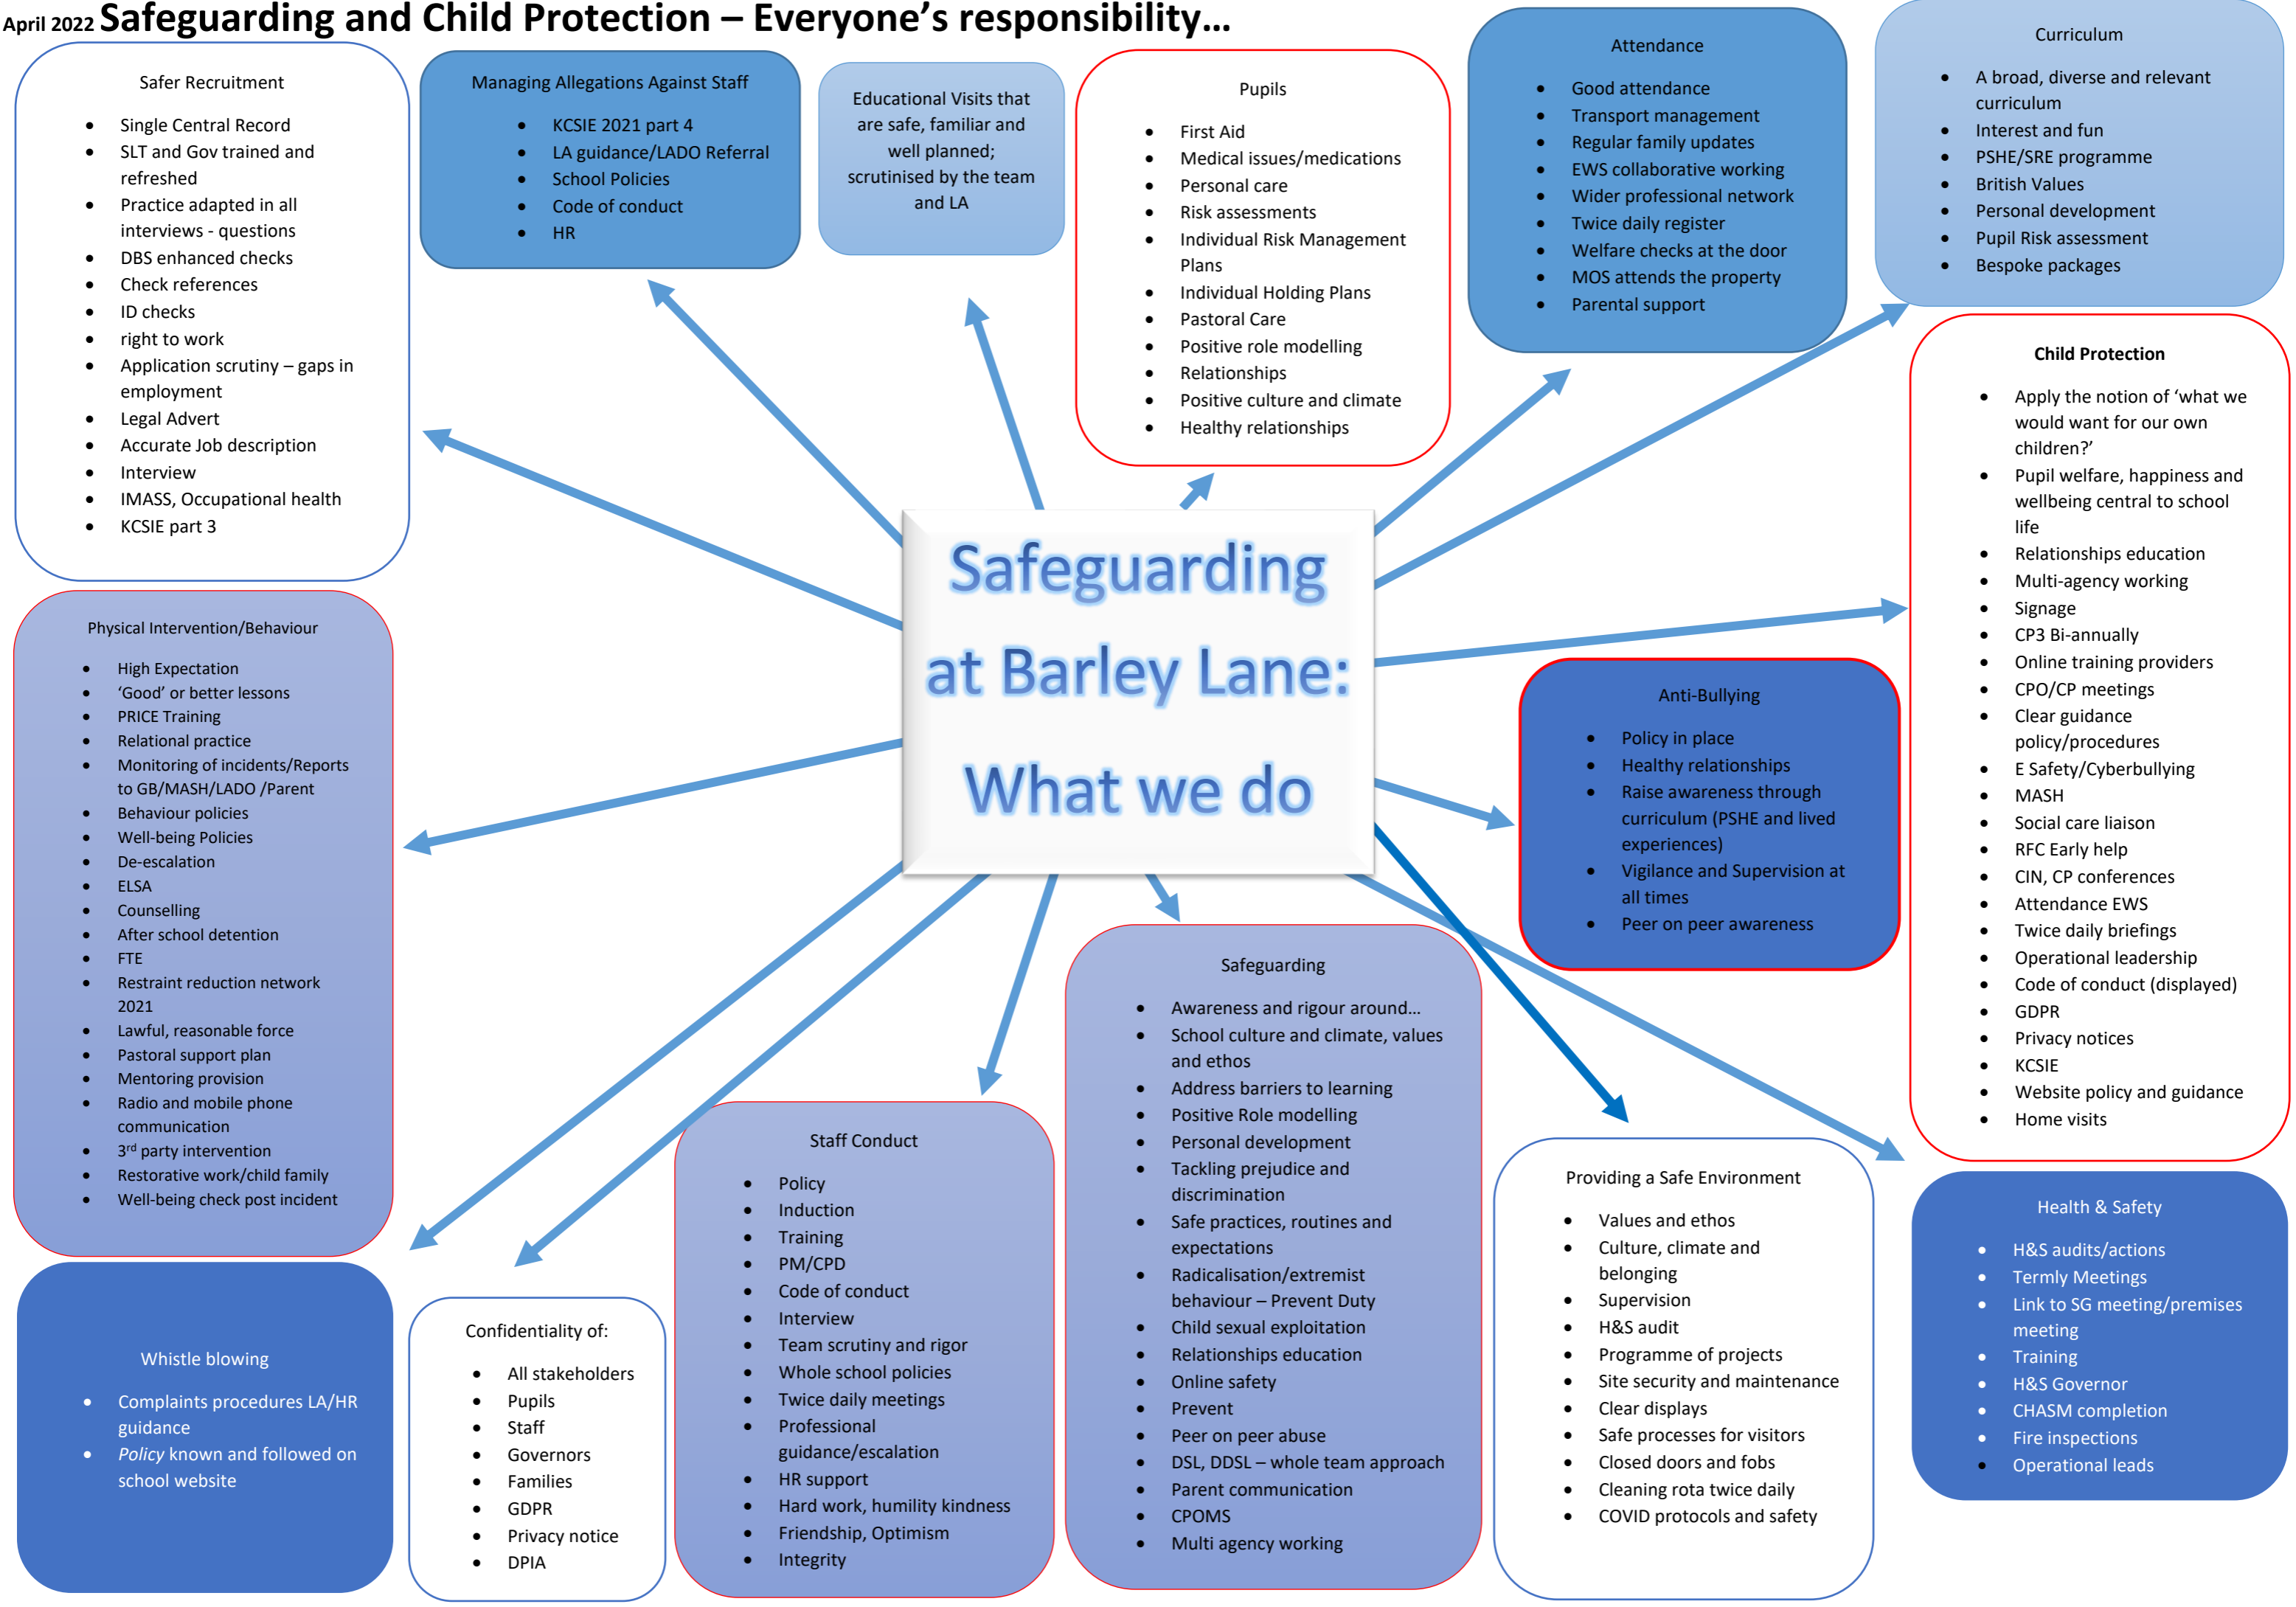 April 2022 Safeguarding and Child Protection – Everyone’s responsibility…
Safer Recruitment
• Single Central Record
• SLT and Gov trained and
refreshed
• Practice adapted in all
interviews - questions
• DBS enhanced checks
• Check references
• ID checks
• right to work
• Application scrutiny – gaps in
employment
• Legal Advert
• Accurate Job description
• Interview
• IMASS, Occupational health
• KCSIE part 3
Managing Allegations Against Staff
• KCSIE 2021 part 4
• LA guidance/LADO Referral
• School Policies
• Code of conduct
• HR
Educational Visits that
are safe, familiar and
well planned;
scrutinised by the team
and LA
Pupils
• First Aid
• Medical issues/medications
• Personal care
• Risk assessments
• Individual Risk Management
Plans
• Individual Holding Plans
• Pastoral Care
• Positive role modelling
• Relationships
• Positive culture and climate
• Healthy relationships
Attendance
• Good attendance
• Transport management
• Regular family updates
• EWS collaborative working
• Wider professional network
• Twice daily register
• Welfare checks at the door
• MOS attends the property
• Parental support
Curriculum
• A broad, diverse and relevant
curriculum
• Interest and fun
• PSHE/SRE programme
• British Values
• Personal development
• Pupil Risk assessment
• Bespoke packages
Child Protection
• Apply the notion of ‘what we
would want for our own
children?’
• Pupil welfare, happiness and
wellbeing central to school
life
• Relationships education
• Multi-agency working
• Signage
• CP3 Bi-annually
• Online training providers
• CPO/CP meetings
• Clear guidance
policy/procedures
• E Safety/Cyberbullying
• MASH
• Social care liaison
• RFC Early help
• CIN, CP conferences
• Attendance EWS
• Twice daily briefings
• Operational leadership
• Code of conduct (displayed)
• GDPR
• Privacy notices
• KCSIE
• Website policy and guidance
• Home visits
Safeguarding
at Barley Lane:
What we do
Physical Intervention/Behaviour
• High Expectation
• ‘Good’ or better lessons
• PRICE Training
• Relational practice
• Monitoring of incidents/Reports
to GB/MASH/LADO /Parent
• Behaviour policies
• Well-being Policies
• De-escalation
• ELSA
• Counselling
• After school detention
• FTE
• Restraint reduction network
2021
• Lawful, reasonable force
• Pastoral support plan
• Mentoring provision
• Radio and mobile phone
communication
• 3rd party intervention
• Restorative work/child family
• Well-being check post incident
Anti-Bullying
• Policy in place
• Healthy relationships
• Raise awareness through
curriculum (PSHE and lived
experiences)
• Vigilance and Supervision at
all times
• Peer on peer awareness
Whistle blowing
• Complaints procedures LA/HR
guidance
• Policy known and followed on
school website
Confidentiality of:
• All stakeholders
• Pupils
• Staff
• Governors
• Families
• GDPR
• Privacy notice
• DPIA
Staff Conduct
• Policy
• Induction
• Training
• PM/CPD
• Code of conduct
• Interview
• Team scrutiny and rigor
• Whole school policies
• Twice daily meetings
• Professional
guidance/escalation
• HR support
• Hard work, humility kindness
• Friendship, Optimism
• Integrity
Safeguarding
• Awareness and rigour around…
• School culture and climate, values
and ethos
• Address barriers to learning
• Positive Role modelling
• Personal development
• Tackling prejudice and
discrimination
• Safe practices, routines and
expectations
• Radicalisation/extremist
behaviour – Prevent Duty
• Child sexual exploitation
• Relationships education
• Online safety
• Prevent
• Peer on peer abuse
• DSL, DDSL – whole team approach
• Parent communication
• CPOMS
• Multi agency working
Providing a Safe Environment
• Values and ethos
• Culture, climate and
belonging
• Supervision
• H&S audit
• Programme of projects
• Site security and maintenance
• Clear displays
• Safe processes for visitors
• Closed doors and fobs
• Cleaning rota twice daily
• COVID protocols and safety
Health & Safety
• H&S audits/actions
• Termly Meetings
• Link to SG meeting/premises
meeting
• Training
• H&S Governor
• CHASM completion
• Fire inspections
• Operational leads